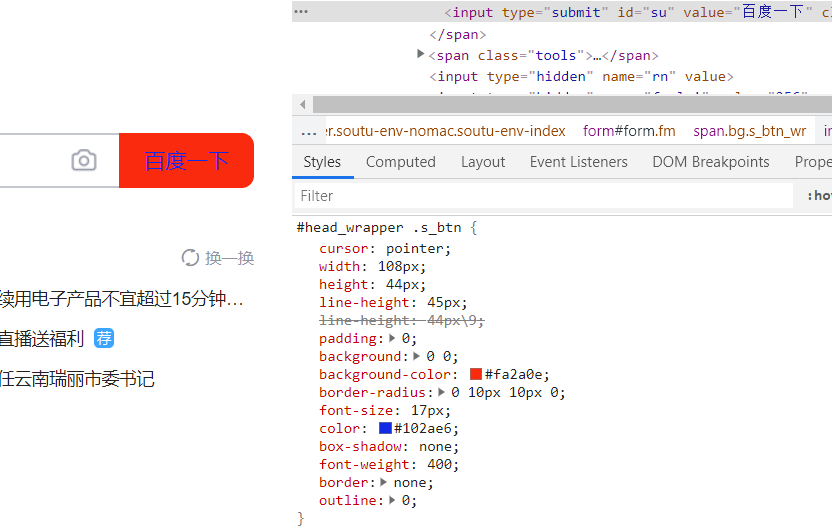 百度一下
换一换
续用电子产品不宜超过15分钟…
直播送福利 荐
任云南瑞丽市委书记
… <input type="submit" id="su" value="百度一下" cl
</span>
<span class="tools">…</span>
<input type="hidden" name="rn" value>
… er.soutu-env-nomac.soutu-env-index form#form.fm span.bg.s_btn_wr in
Styles Computed Layout Event Listeners DOM Breakpoints Prope
Filter :hov
#head_wrapper .s_btn {
cursor: pointer;
width: 108px;
height: 44px;
line-height: 45px;
line-height: 44px\9;
padding: 0;
background: 0 0;
background-color: #fa2a0e;
border-radius: 0 10px 10px 0;
font-size: 17px;
color: #102ae6;
box-shadow: none;
font-weight: 400;
border: none;
outline: 0;
}